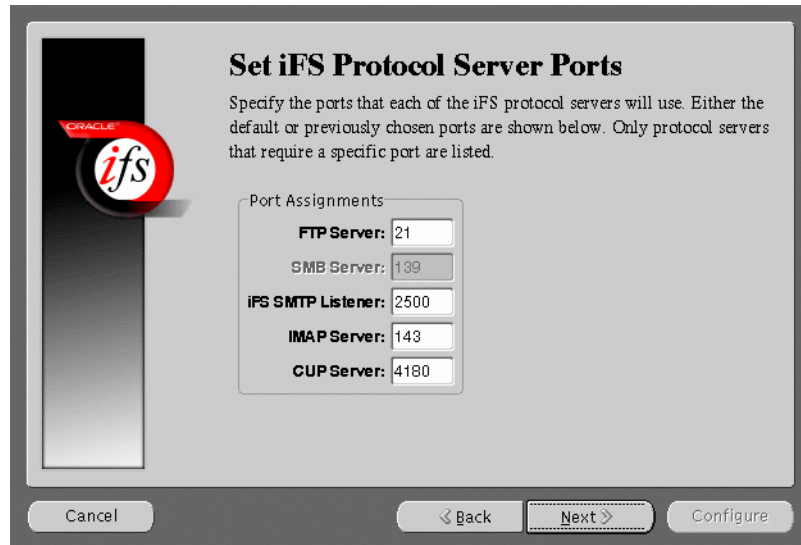 Set iFS Protocol Server Ports
Specify the ports that each of the iFS protocol servers will use. Either the
default or previously chosen ports are shown below. Only protocol servers
that require a specific port are listed.
ORACLE
ifs
Port Assignments
FTP Server: 21
SMB Server: 139
iFS SMTP Listener: 2500
IMAP Server: 143
CUP Server: 4180
Cancel
Back
Next
Configure